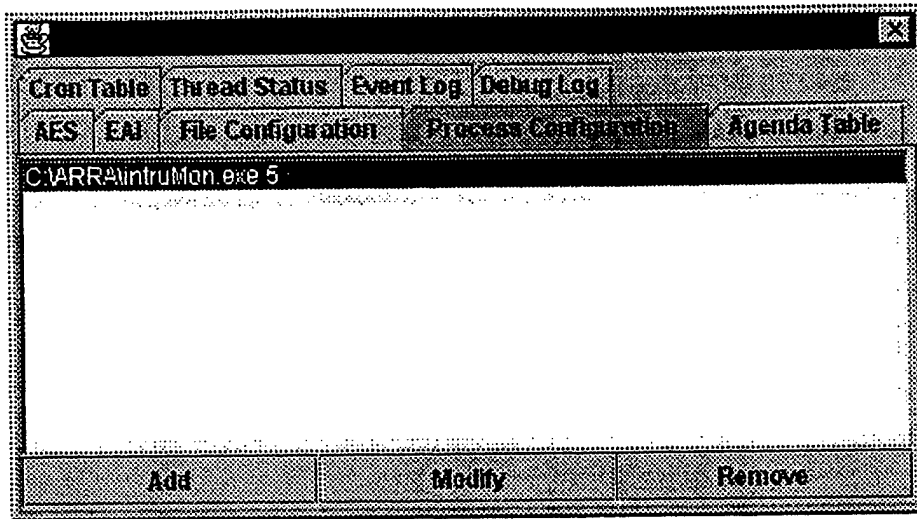 Cron Table Thread Status Event Log Debug Log
AES EAI File Configuration Process Configuration Agenda Table
C:\ARRA\intruMon.exe 5
Add Modify Remove